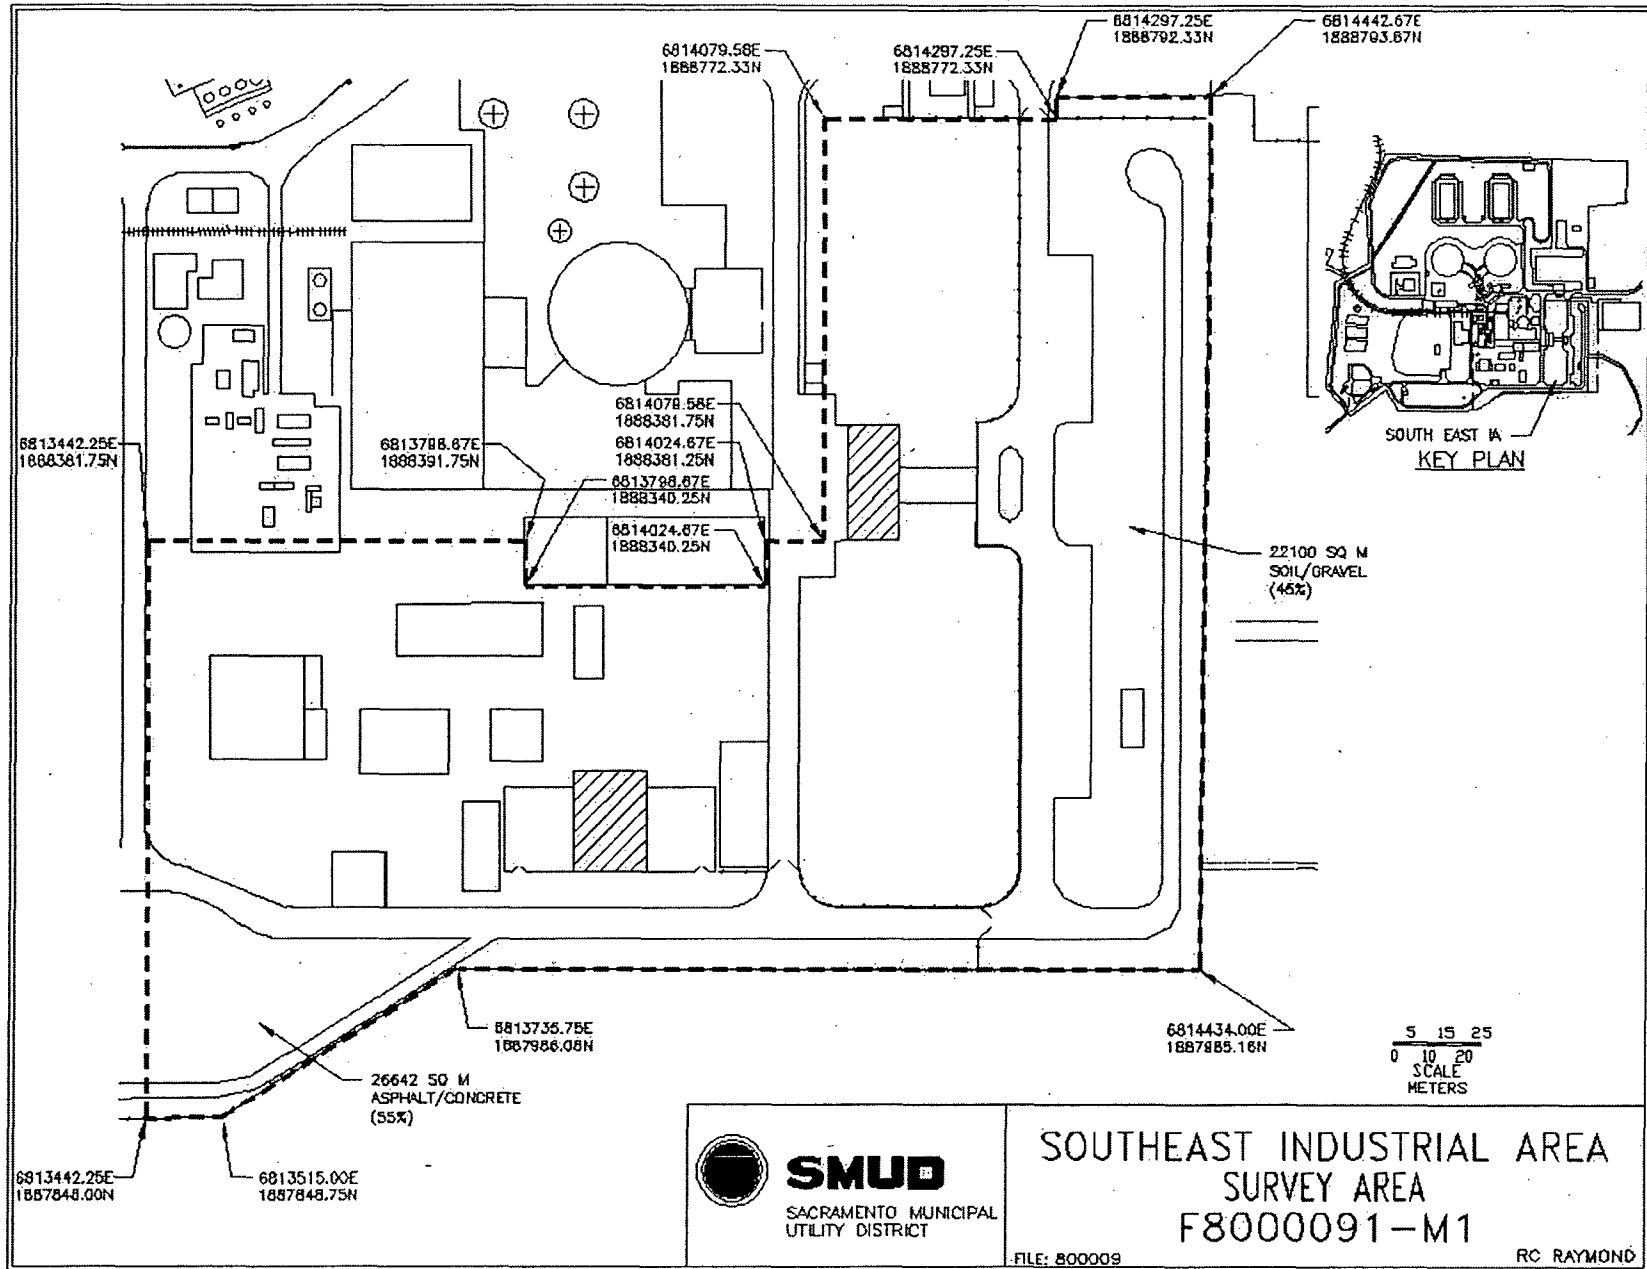 6814297.25E
1888792.33N
6814442.67E
1888793.67N
6814079.58E
1888772.33N
6814297.25E
1888772.33N
6814079.58E
1888381.75N
6813442.25E
1888381.75N
6813798.67E
1888391.75N
6814024.67E
1888381.25N
6813798.67E
1888340.25N
6814024.67E
1888340.25N
SOUTH EAST IA
KEY PLAN
22100 SQ M
SOIL/GRAVEL
(45%)
6813735.75E
1887986.08N
6814434.00E
1887985.16N
26642 SQ M
ASPHALT/CONCRETE
(55%)
6813442.25E
1887848.00N
6813515.00E
1887848.75N
5 15 25
0 10 20
SCALE
METERS
SMUD
SACRAMENTO MUNICIPAL
UTILITY DISTRICT
SOUTHEAST INDUSTRIAL AREA
SURVEY AREA
F8000091-M1
FILE: 800009
RC RAYMOND